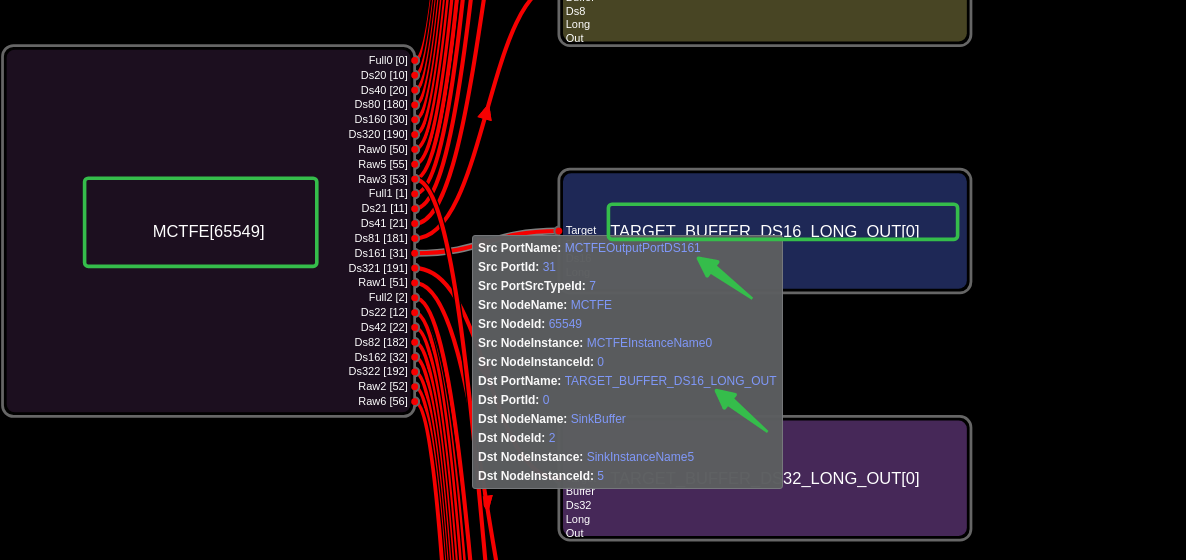 Ds8
Long
Out
Full0 [0]
Ds20 [10]
Ds40 [20]
Ds80 [180]
Ds160 [30]
Ds320 [190]
Raw0 [50]
Raw5 [55]
Raw3 [53]
Full1 [1]
Ds21 [11]
Ds41 [21]
Ds81 [181]
Ds161 [31]
Ds321 [191]
Raw1 [51]
Full2 [2]
Ds22 [12]
Ds42 [22]
Ds82 [182]
Ds162 [32]
Ds322 [192]
Raw2 [52]
Raw6 [56]
MCTFE[65549]
Target
TARGET_BUFFER_DS16_LONG_OUT[0]
Src PortName: MCTFEOutputPortDS161
Src PortId: 31
Src PortSrcTypeId: 7
Src NodeName: MCTFE
Src NodeId: 65549
Src NodeInstance: MCTFEInstanceName0
Src NodeInstanceId: 0
Dst PortName: TARGET_BUFFER_DS16_LONG_OUT
Dst PortId: 0
Dst NodeName: SinkBuffer
Dst NodeId: 2
Dst NodeInstance: SinkInstanceName5
Dst NodeInstanceId: 5
TARGET_BUFFER_DS32_LONG_OUT[0]
Buffer
Ds32
Long
Out